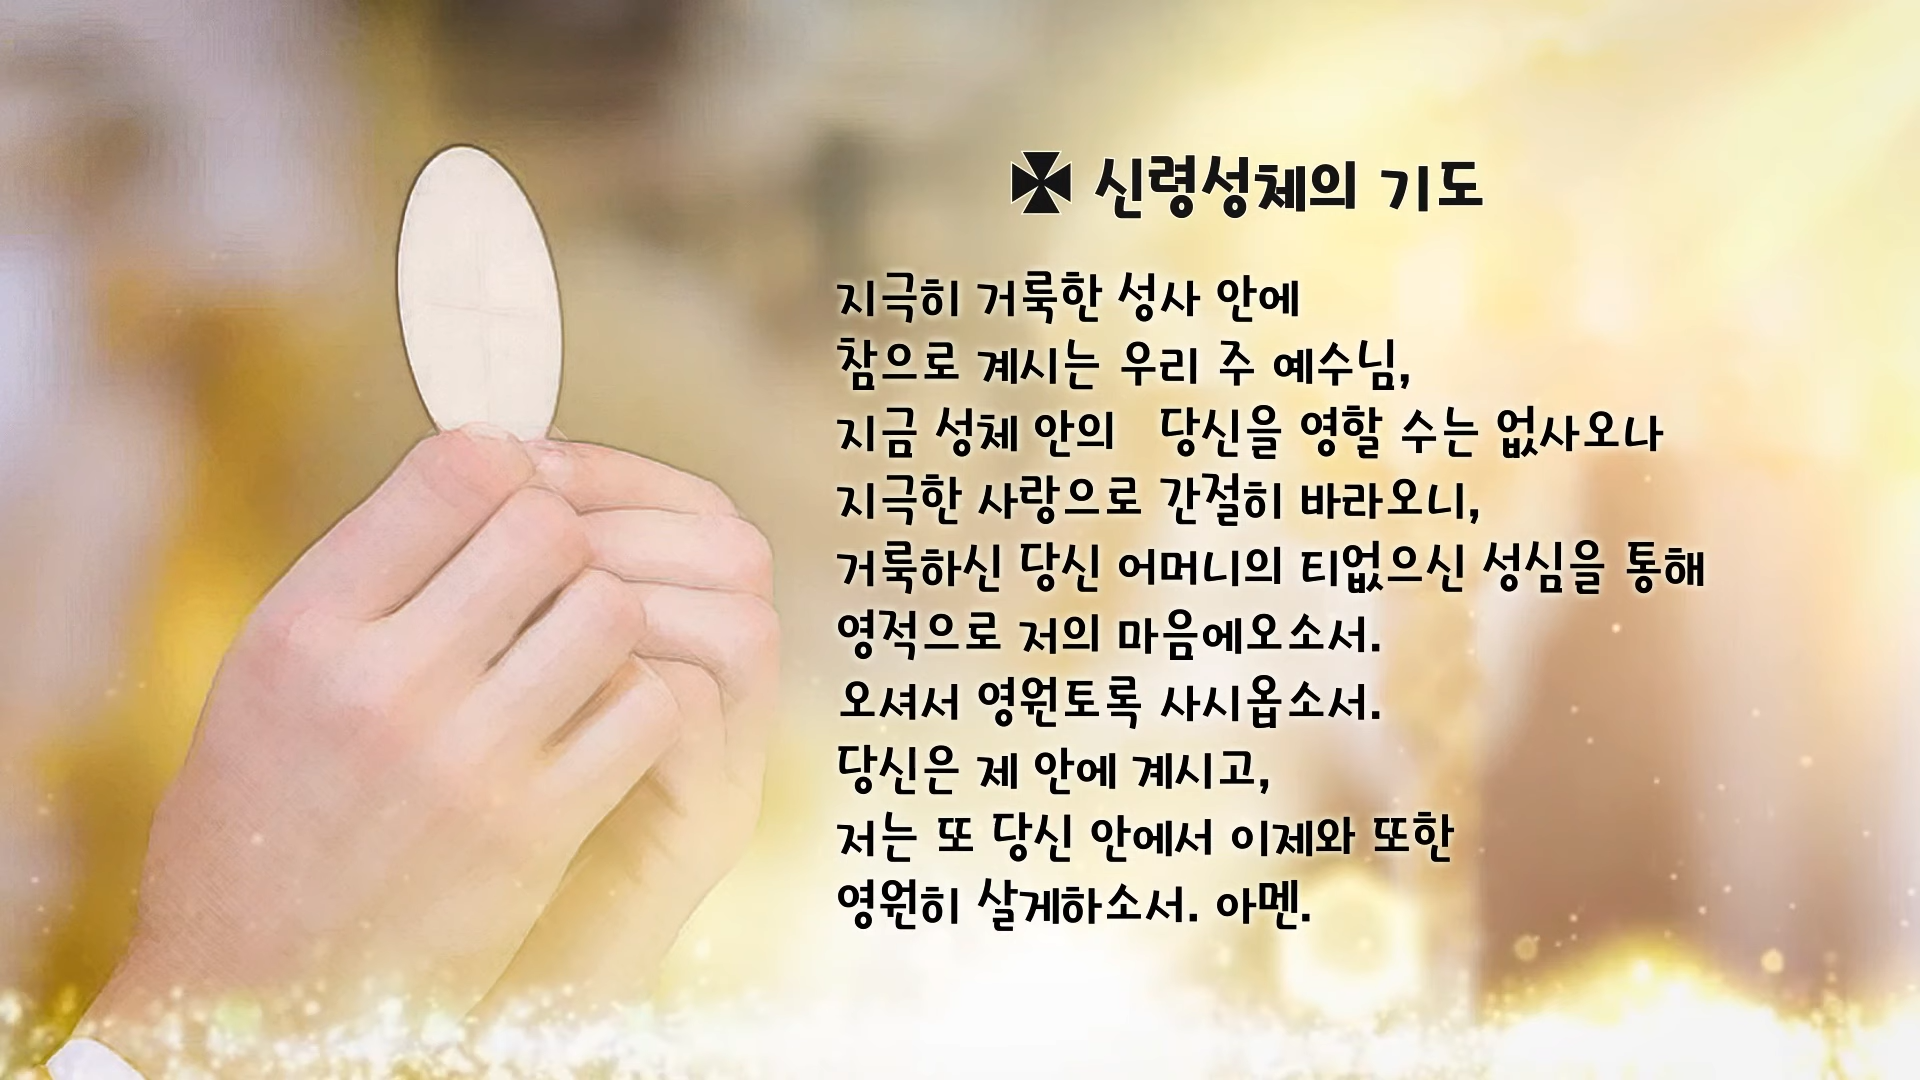 ✠ 신령성체의 기도
지극히 거룩한 성사 안에
참으로 계시는 우리 주 예수님,
지금 성체 안의 당신을 영할 수는 없사오나
지극한 사랑으로 간절히 바라오니,
거룩하신 당신 어머니의 티없으신 성심을 통해
영적으로 저의 마음에오소서.
오셔서 영원토록 사시옵소서.
당신은 제 안에 계시고,
저는 또 당신 안에서 이제와 또한
영원히 살게하소서. 아멘.